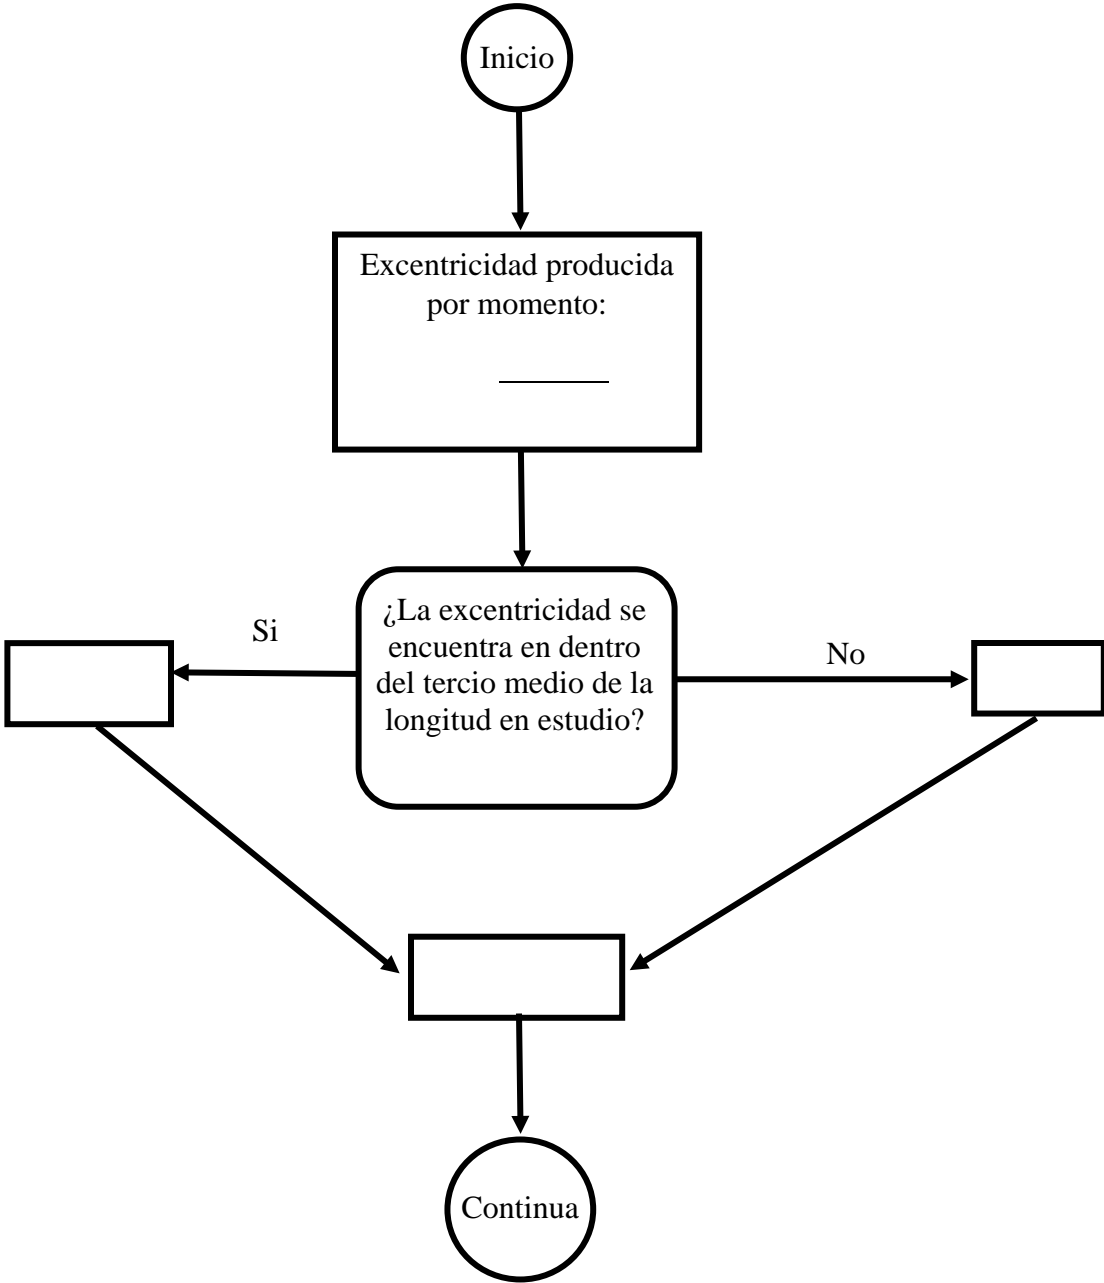 Inicio
Excentricidad producida
por momento:
¿La excentricidad se
encuentra en dentro
del tercio medio de la
longitud en estudio?
Si
No
Continua